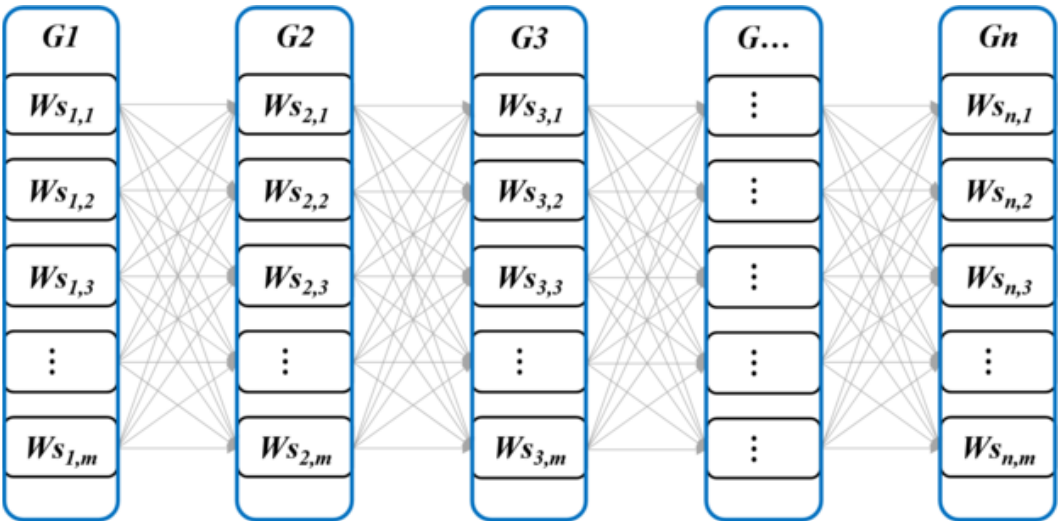 G1 G2 G3 G... Gn
Ws1,1 Ws2,1 Ws3,1 ⋮ Wsn,1
Ws1,2 Ws2,2 Ws3,2 ⋮ Wsn,2
Ws1,3 Ws2,3 Ws3,3 ⋮ Wsn,3
⋮ ⋮ ⋮ ⋮ ⋮
Ws1,m Ws2,m Ws3,m ⋮ Wsn,m